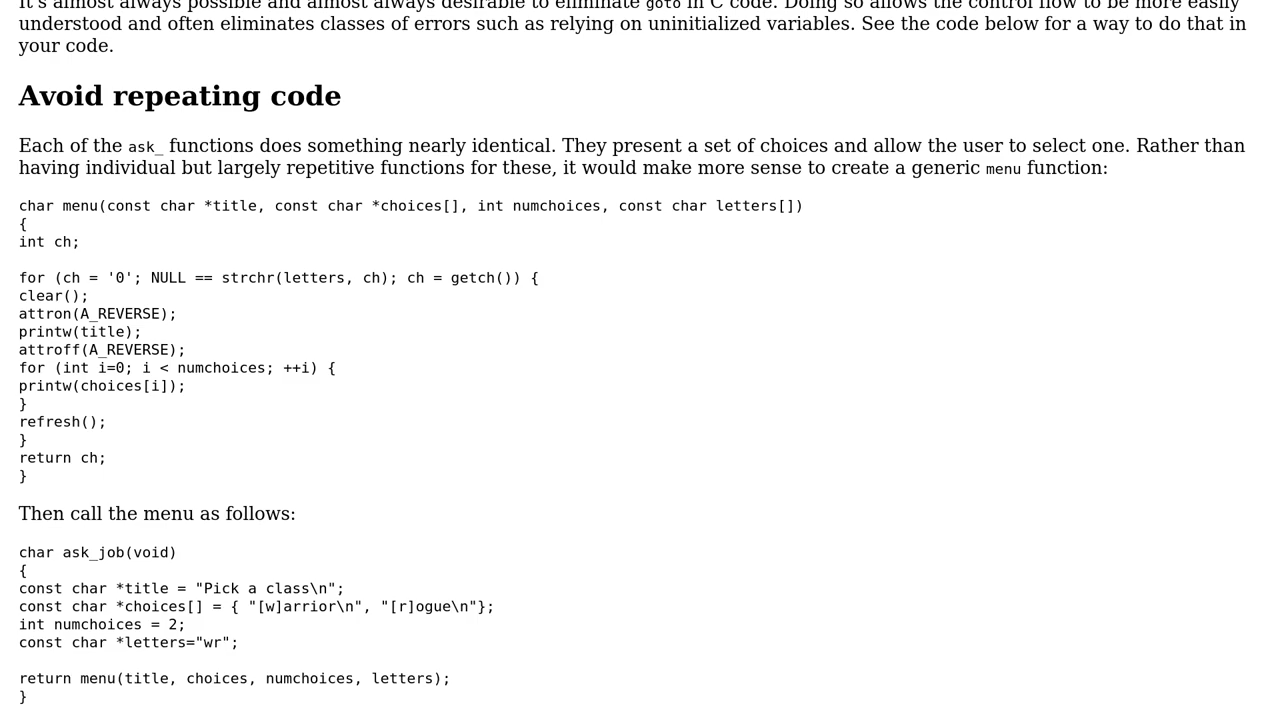 It's almost always possible and almost always desirable to eliminate goto in C code. Doing so allows the control flow to be more easily
understood and often eliminates classes of errors such as relying on uninitialized variables. See the code below for a way to do that in
your code.
Avoid repeating code
Each of the ask_ functions does something nearly identical. They present a set of choices and allow the user to select one. Rather than
having individual but largely repetitive functions for these, it would make more sense to create a generic menu function:
char menu(const char *title, const char *choices[], int numchoices, const char letters[])
{
int ch;
for (ch = '0'; NULL == strchr(letters, ch); ch = getch()) {
clear();
attron(A_REVERSE);
printw(title);
attroff(A_REVERSE);
for (int i=0; i < numchoices; ++i) {
printw(choices[i]);
}
refresh();
}
return ch;
}
Then call the menu as follows:
char ask_job(void)
{
const char *title = "Pick a class\n";
const char *choices[] = { "[w]arrior\n", "[r]ogue\n"};
int numchoices = 2;
const char *letters="wr";
return menu(title, choices, numchoices, letters);
}